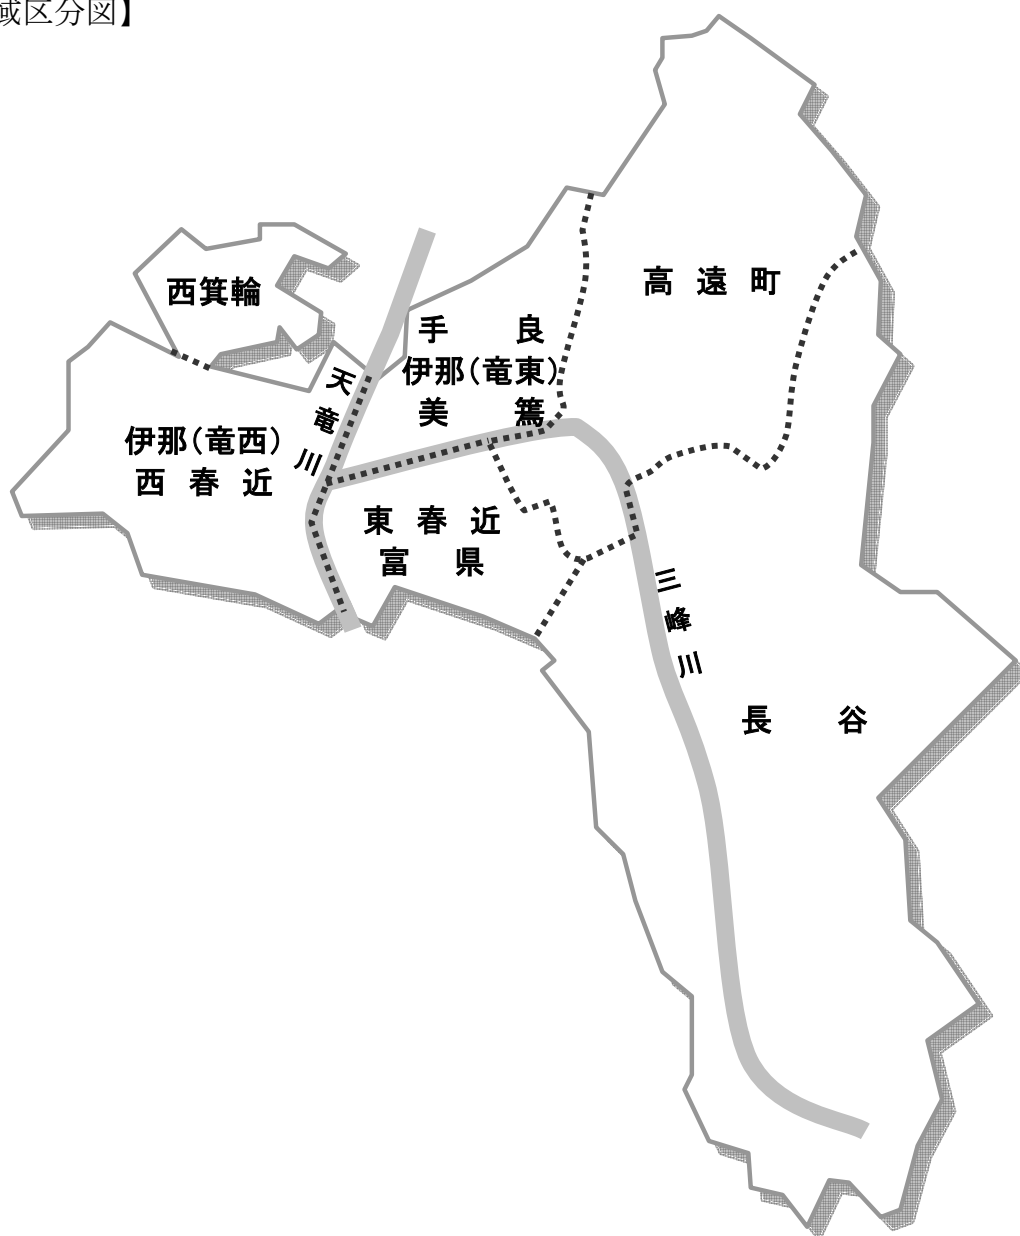 域区分図】
高遠町
西箕輪
手良
伊那（竜東）
美篶
天竜川
伊那（竜西）
西春近
東春近
富県
三峰川
長谷